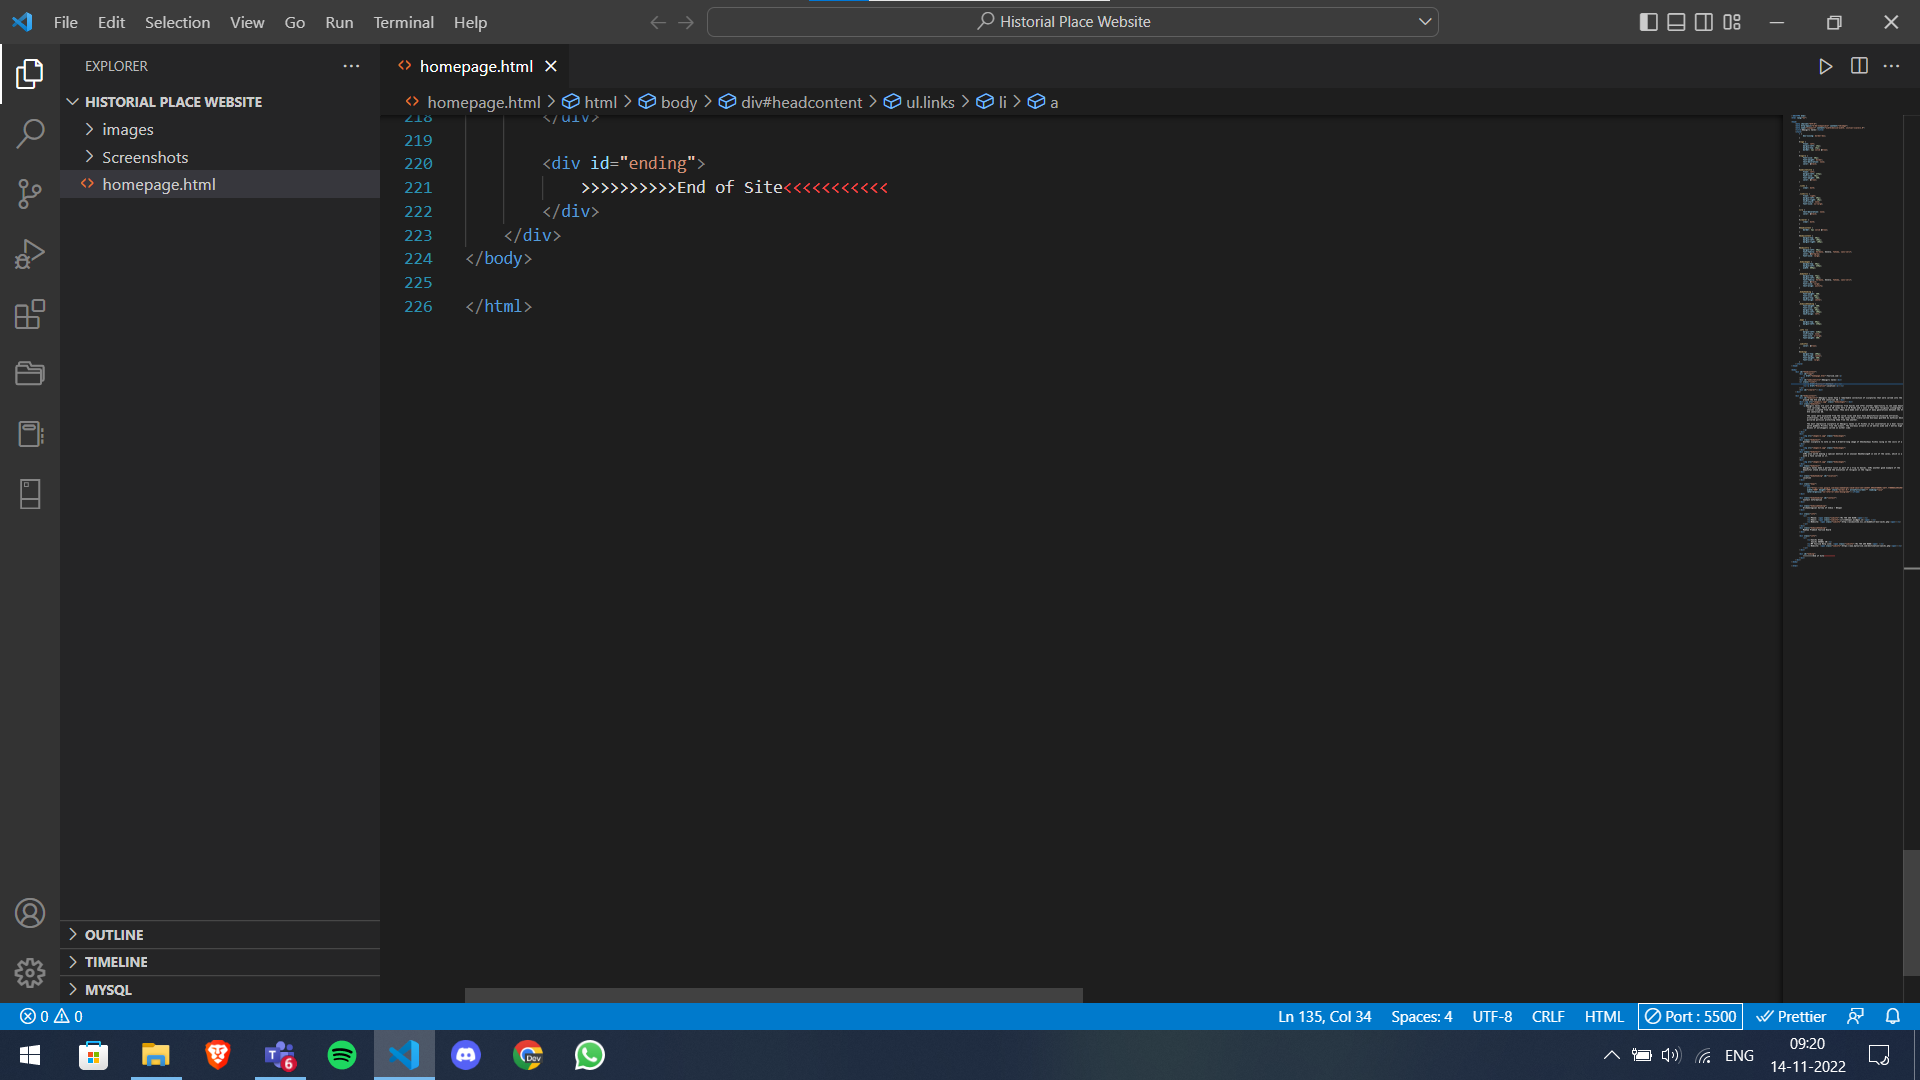 File Edit Selection View Go Run Terminal Help
Historial Place Website
EXPLORER
homepage.html
HISTORIAL PLACE WEBSITE
homepage.html > html > body > div#headcontent > ul.links > li > a
images
Screenshots
homepage.html
218 </div>
219
220 <div id="ending">
221 >>>>>>>>>>End of Site<<<<<<<<<<<
222 </div>
223 </div>
224 </body>
225
226 </html>
OUTLINE
TIMELINE
MYSQL
0 0
Ln 135, Col 34 Spaces: 4 UTF-8 CRLF HTML Port : 5500 Prettier
6
Dev
ENG
09:20
14-11-2022